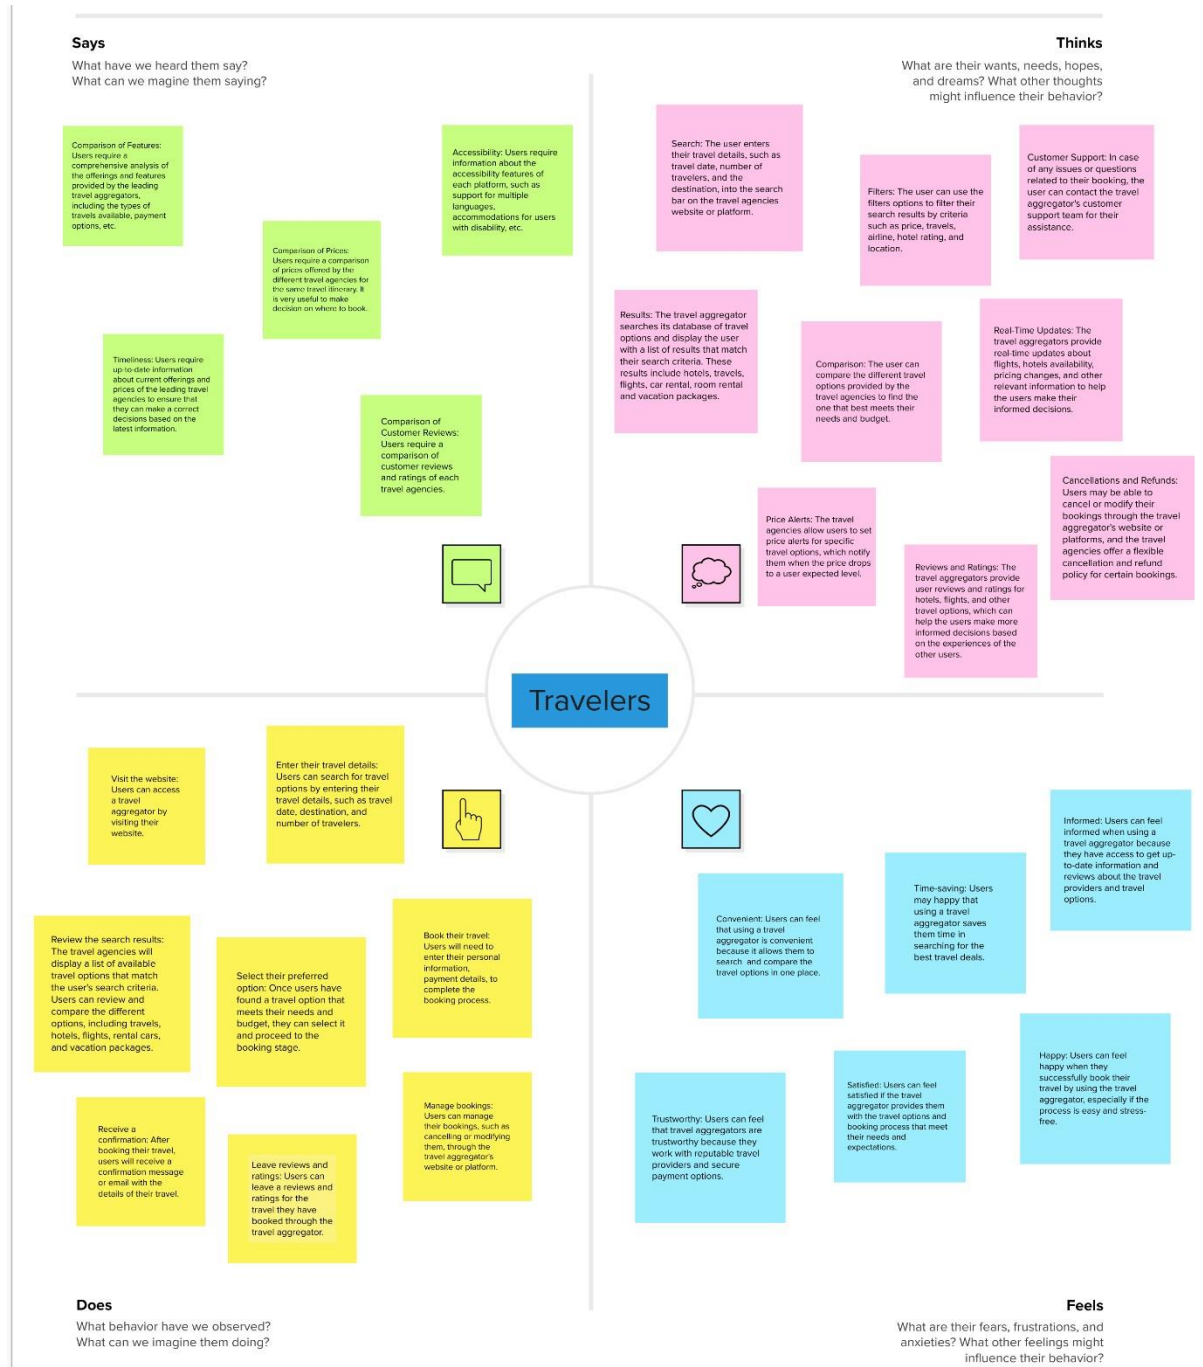 Says
What have we heard them say?
What can we magine them saying?
Comparison of Features:
Users require a
comprehensive analysis of
the offerings and features
provided by the leading
travel aggregators,
including the types of
travels available, payment
options, etc.
Accessibility: Users require
information about the
accessibility features of
each platform, such as
support for multiple
languages,
accommodations for users
with disability, etc.
Comparison of Prices:
Users require a comparison
of prices offered by the
different travel agencies for
the same travel itinerary. It
is very useful to make
decision on where to book.
Timeliness: Users require
up-to-date information
about current offerings and
prices of the leading travel
agencies to ensure that
they can make a correct
decisions based on the
latest information.
Comparison of
Customer Reviews:
Users require a
comparison of
customer reviews
and ratings of each
travel agencies.
Thinks
What are their wants, needs, hopes,
and dreams? What other thoughts
might influence their behavior?
Search: The user enters
their travel details, such as
travel date, number of
travelers, and the
destination, into the search
bar on the travel agencies
website or platform.
Filters: The user can use the
filters options to filter their
search results by criteria
such as price, travels,
airline, hotel rating, and
location.
Customer Support: In case
of any issues or questions
related to their booking, the
user can contact the travel
aggregator's customer
support team for their
assistance.
Results: The travel aggregator
searches its database of travel
options and display the user
with a list of results that match
their search criteria. These
results include hotels, travels,
flights, car rental, room rental
and vacation packages.
Comparison: The user can
compare the different travel
options provided by the
travel agencies to find the
one that best meets their
needs and budget.
Real-Time Updates: The
travel aggregators provide
real-time updates about
flights, hotels availability,
pricing changes, and other
relevant information to help
the users make their
informed decisions.
Price Alerts: The travel
agencies allow users to set
price alerts for specific
travel options, which notify
them when the price drops
to a user expected level.
Reviews and Ratings: The
travel aggregators provide
user reviews and ratings for
hotels, flights, and other
travel options, which can
help the users make more
informed decisions based
on the experiences of the
other users.
Cancellations and Refunds:
Users may be able to
cancel or modify their
bookings through the travel
aggregator's website or
platforms, and the travel
agencies offer a flexible
cancellation and refund
policy for certain bookings.
Travelers
Visit the website:
Users can access
a travel
aggregator by
visiting their
website.
Enter their travel details:
Users can search for travel
options by entering their
travel details, such as travel
date, destination, and
number of travelers.
Review the search results:
The travel agencies will
display a list of available
travel options that match
the user's search criteria.
Users can review and
compare the different
options, including travels,
hotels, flights, rental cars,
and vacation packages.
Select their preferred
option: Once users have
found a travel option that
meets their needs and
budget, they can select it
and proceed to the
booking stage.
Book their travel:
Users will need to
enter their personal
information,
payment details, to
complete the
booking process.
Receive a
confirmation: After
booking their travel,
users will receive a
confirmation message
or email with the
details of their travel.
Leave reviews and
ratings: Users can
leave a reviews and
ratings for the
travel they have
booked through the
travel aggregator.
Manage bookings:
Users can manage
their bookings, such as
cancelling or modifying
them, through the
travel aggregator's
website or platform.
Does
What behavior have we observed?
What can we imagine them doing?
Convenient: Users can feel
that using a travel
aggregator is convenient
because it allows them to
search and compare the
travel options in one place.
Time-saving: Users
may happy that
using a travel
aggregator saves
them time in
searching for the
best travel deals.
Informed: Users can feel
informed when using a
travel aggregator because
they have access to get up-
to-date information and
reviews about the travel
providers and travel
options.
Trustworthy: Users can feel
that travel aggregators are
trustworthy because they
work with reputable travel
providers and secure
payment options.
Satisfied: Users can feel
satisfied if the travel
aggregator provides them
with the travel options and
booking process that meet
their needs and
expectations.
Happy: Users can feel
happy when they
successfully book their
travel by using the travel
aggregator, especially if the
process is easy and stress-
free.
Feels
What are their fears, frustrations, and
anxieties? What other feelings might
influence their behavior?